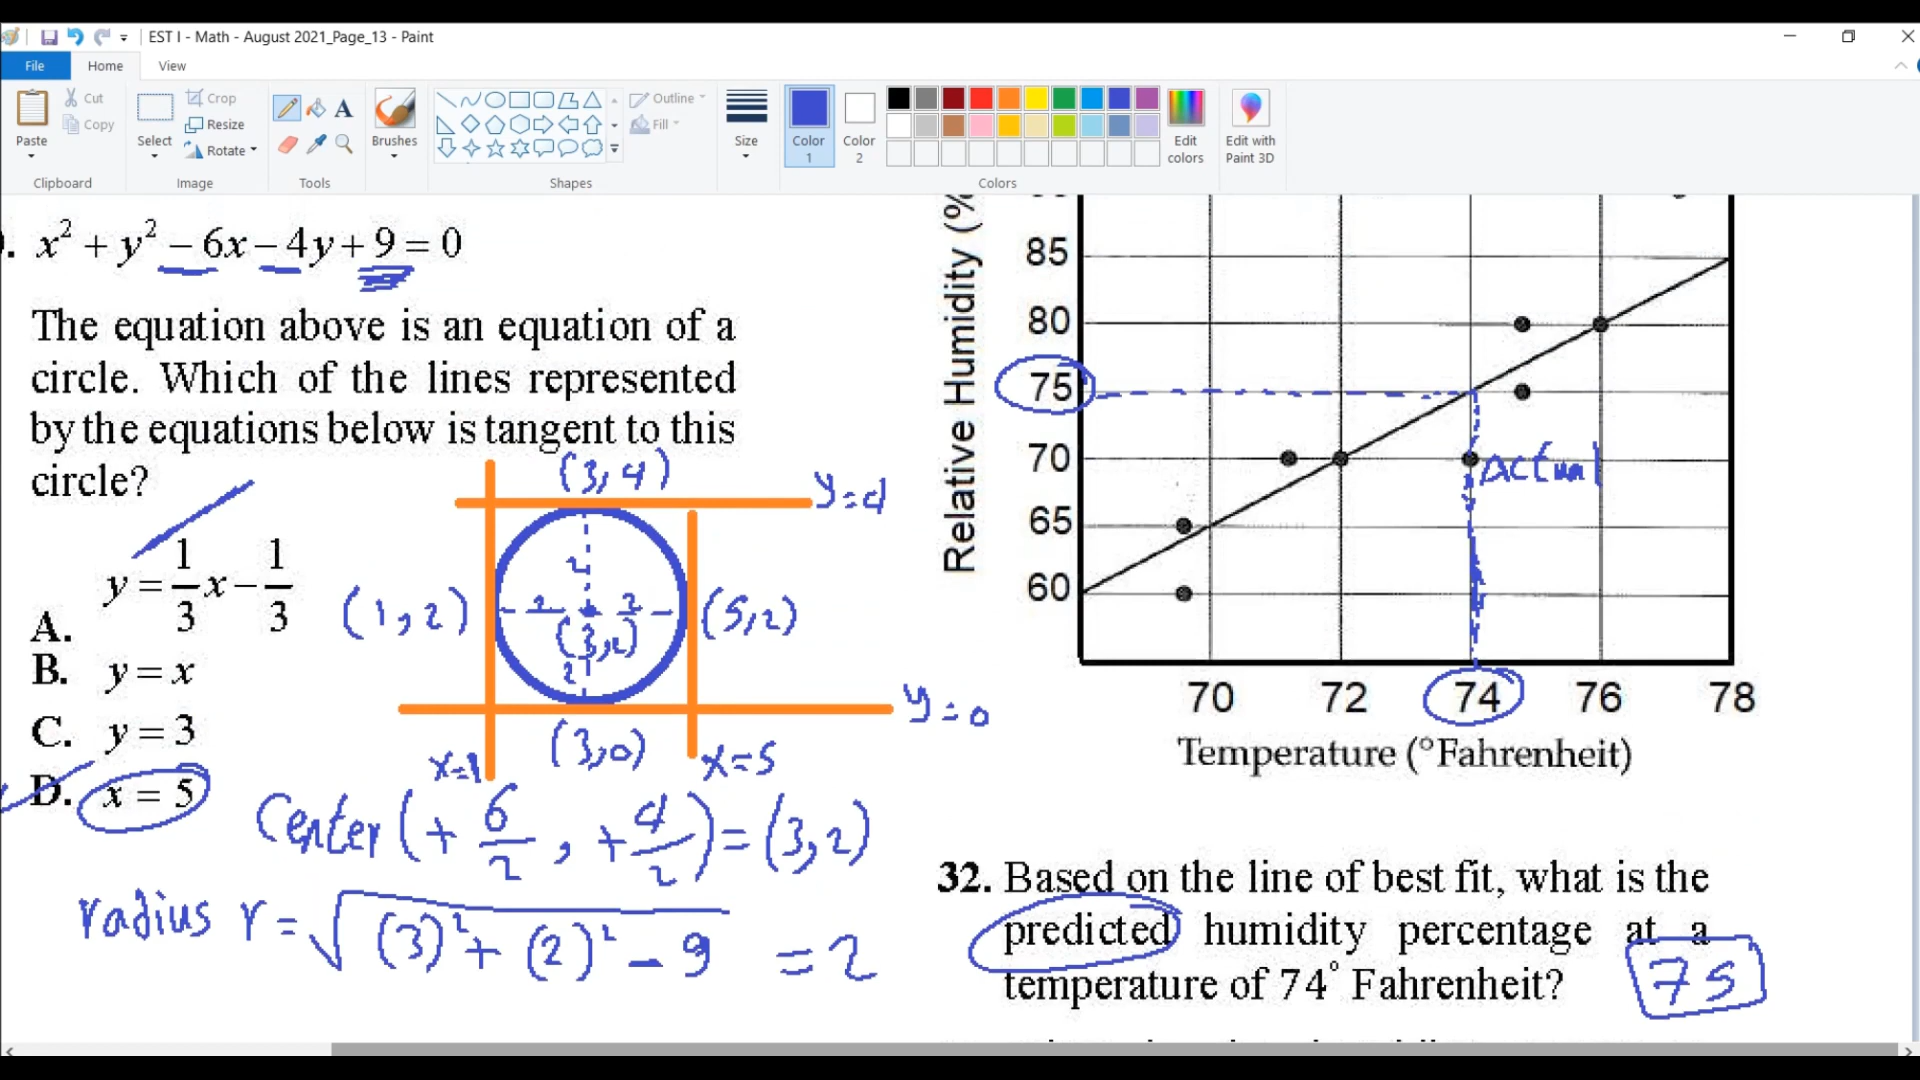 EST I - Math - August 2021_Page_13 - Paint
File Home View
Paste
Cut
Copy
Clipboard
Select
Crop
Resize
Rotate
Image
A
Tools
Brushes
Outline
Fill
Shapes
Size
Color 1
Color 2
Edit colors
Edit with Paint 3D
Colors
. x² + y² − 6x − 4y + 9 = 0
The equation above is an equation of a
circle. Which of the lines represented
by the equations below is tangent to this
circle?
A. y = 1/3 x − 1/3
B. y = x
C. y = 3
D. x = 5
(3,4)
y=4
(1,2)
2
2
2
(5,2)
(3,2)
2
y=0
(3,0)
x=1
x=5
Center (+ 6/2 , + 4/2) = (3,2)
radius r = √(3)² + (2)² − 9 = 2
Relative Humidity (%
85
80
75
70
65
60
Actual
70 72 74 76 78
Temperature (°Fahrenheit)
32. Based on the line of best fit, what is the
predicted humidity percentage at a
temperature of 74° Fahrenheit?
75